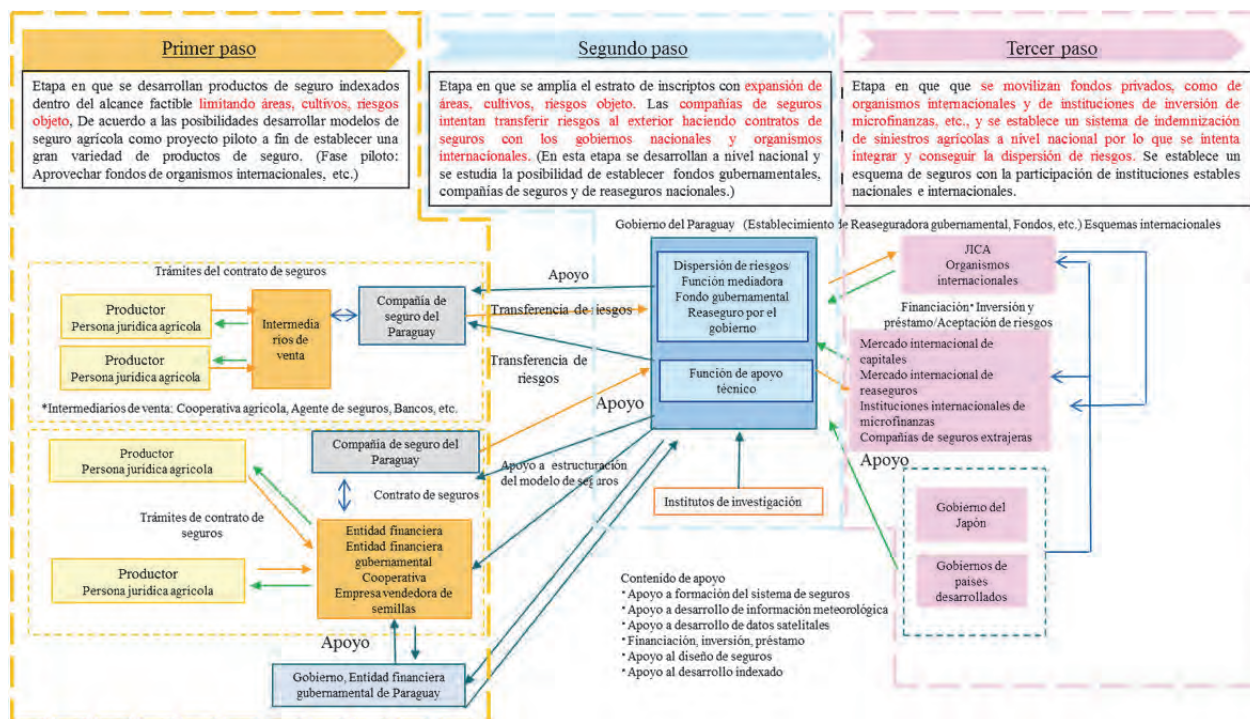 Primer paso
Etapa en que se desarrollan productos de seguro indexados
dentro del alcance factible limitando áreas, cultivos, riesgos
objeto, De acuerdo a las posibilidades desarrollar modelos de
seguro agrícola como proyecto piloto a fin de establecer una
gran variedad de productos de seguro. (Fase piloto:
Aprovechar fondos de organismos internacionales, etc.)
Segundo paso
Etapa en que se amplía el estrato de inscriptos con expansión de
áreas, cultivos, riesgos objeto. Las compañías de seguros
intentan transferir riesgos al exterior haciendo contratos de
seguros con los gobiernos nacionales y organismos
internacionales. (En esta etapa se desarrollan a nivel nacional y
se estudia la posibilidad de establecer fondos gubernamentales,
compañías de seguros y de reaseguros nacionales.)
Tercer paso
Etapa en que que se movilizan fondos privados, como de
organismos internacionales y de instituciones de inversión de
microfinanzas, etc., y se establece un sistema de indemnización
de siniestros agrícolas a nivel nacional por lo que se intenta
integrar y conseguir la dispersión de riesgos. Se establece un
esquema de seguros con la participación de instituciones estables
nacionales e internacionales.
Gobierno del Paraguay (Establecimiento de Reaseguradora gubernamental, Fondos, etc.) Esquemas internacionales
Trámites del contrato de seguros
Productor
Persona jurídica agrícola
Productor
Persona jurídica agrícola
Intermedia
rios de
venta
Compañía de
seguro del
Paraguay
*Intermediarios de venta: Cooperativa agrícola, Agente de seguros, Bancos, etc.
Apoyo
Transferencia de riesgos
Transferencia de
riesgos
Apoyo
Dispersión de riesgos
Función mediadora
Fondo gubernamental
Reaseguro por el
gobierno
Función de apoyo
técnico
JICA
Organismos
internacionales
Financiación・Inversión y
préstamo/Aceptación de riesgos
Mercado internacional de
capitales
Mercado internacional de
reaseguros
Instituciones internacionales de
microfinanzas
Compañías de seguros extrajeras
Apoyo
Gobierno del
Japón
Gobiernos de
países
desarrollados
Compañía de seguro del
Paraguay
Productor
Persona jurídica agrícola
Contrato de seguros
Apoyo a estructuración
del modelo de seguros
Trámites de contrato de
seguros
Productor
Persona jurídica agrícola
Entidad financiera
Entidad financiera
gubernamental
Cooperativa
Empresa vendedora de
semillas
Institutos de investigación
Apoyo
Gobierno, Entidad financiera
gubernamental de Paraguay
Contenido de apoyo
・Apoyo a formación del sistema de seguros
・Apoyo a desarrollo de información meteorológica
・Apoyo a desarrollo de datos satelitales
・Financiación, inversión, préstamo
・Apoyo al diseño de seguros
・Apoyo al desarrollo indexado